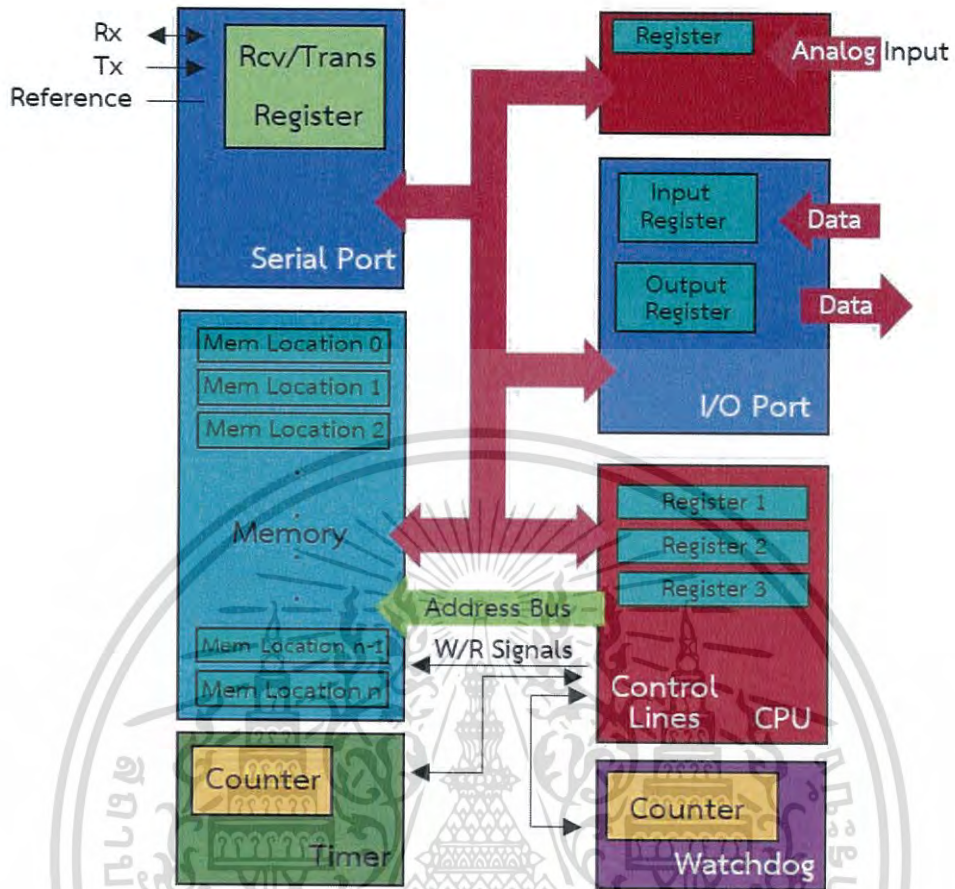 Rx
Tx
Reference
Rcv/Trans
Register
Serial Port
Register
Analog Input
Input
Register
Data
Output
Register
Data
I/O Port
Mem Location 0
Mem Location 1
Mem Location 2
Memory
Mem Location n-1
Mem Location n
Address Bus
W/R Signals
Register 1
Register 2
Register 3
Control
Lines
CPU
Counter
Timer
Counter
Watchdog